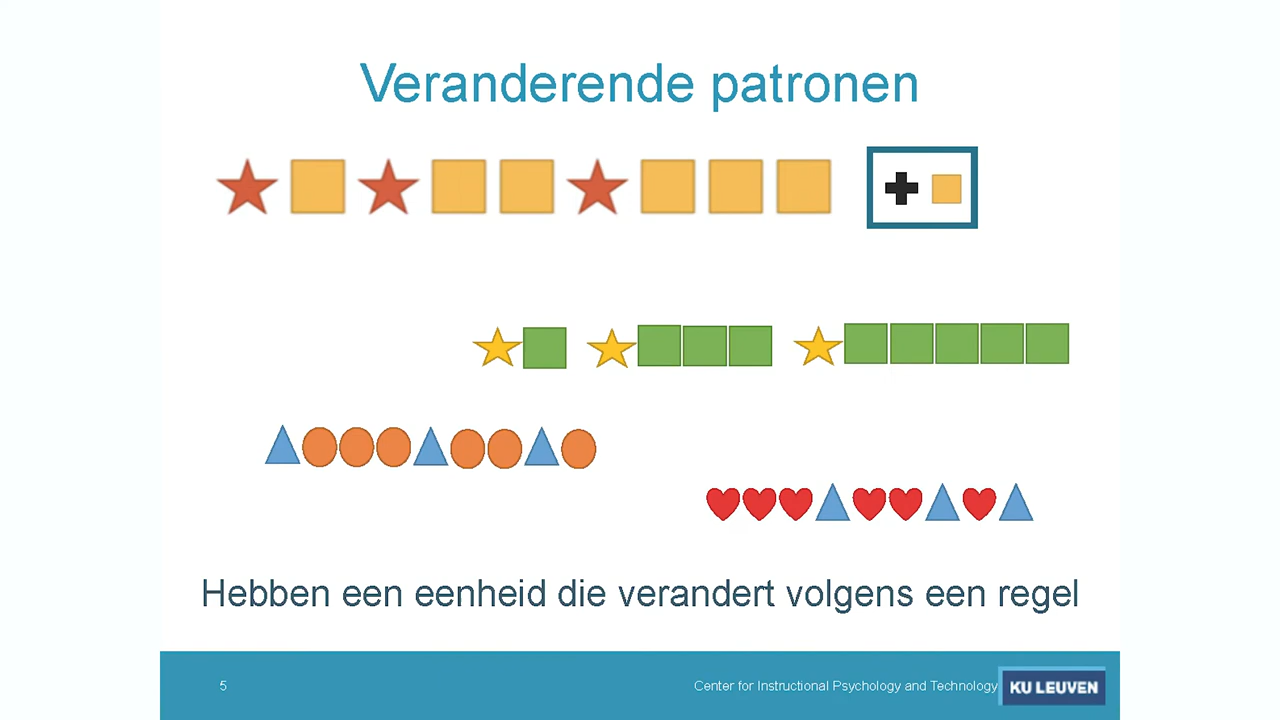 Veranderende patronen
Hebben een eenheid die verandert volgens een regel
5
Center for Instructional Psychology and Technology
KU LEUVEN